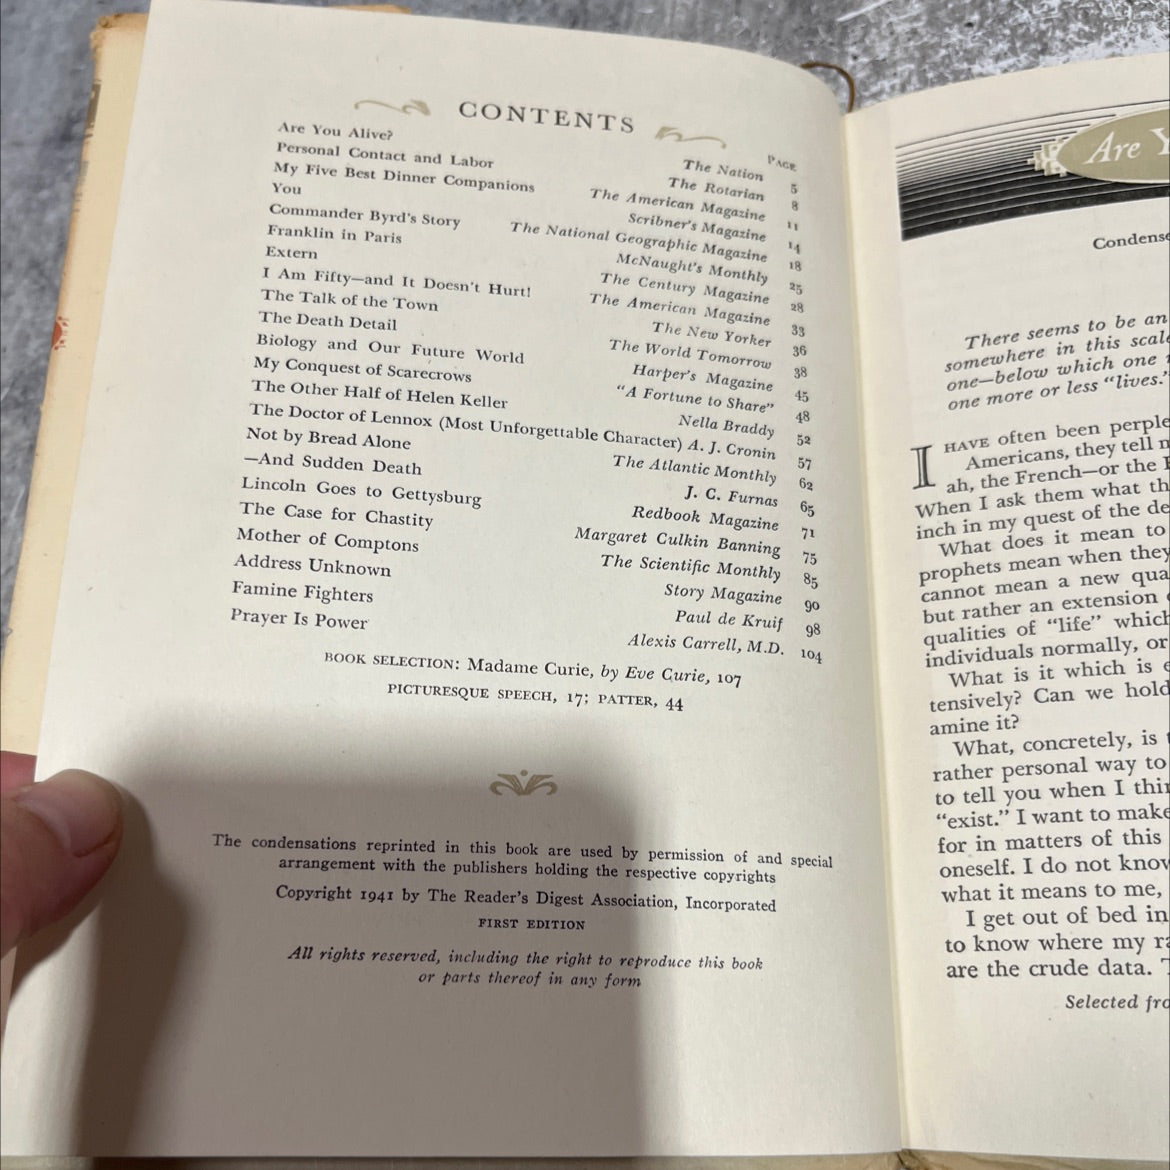 CONTENTS
PAGE
Are You Alive? The Nation 5
Personal Contact and Labor The Rotarian 8
My Five Best Dinner Companions The American Magazine 11
You Scribner's Magazine 14
Commander Byrd's Story The National Geographic Magazine 18
Franklin in Paris McNaught's Monthly 25
Extern The Century Magazine 28
I Am Fifty—and It Doesn't Hurt! The American Magazine 33
The Talk of the Town The New Yorker 36
The Death Detail The World Tomorrow 38
Biology and Our Future World Harper's Magazine 45
My Conquest of Scarecrows "A Fortune to Share" 48
The Other Half of Helen Keller Nella Braddy 52
The Doctor of Lennox (Most Unforgettable Character) A. J. Cronin 57
Not by Bread Alone The Atlantic Monthly 62
—And Sudden Death J. C. Furnas 65
Lincoln Goes to Gettysburg Redbook Magazine 71
The Case for Chastity Margaret Culkin Banning 75
Mother of Comptons The Scientific Monthly 85
Address Unknown Story Magazine 90
Famine Fighters Paul de Kruif 98
Prayer Is Power Alexis Carrell, M.D. 104
BOOK SELECTION: Madame Curie, by Eve Curie, 107
PICTURESQUE SPEECH, 17; PATTER, 44
The condensations reprinted in this book are used by permission of and special
arrangement with the publishers holding the respective copyrights
Copyright 1941 by The Reader's Digest Association, Incorporated
FIRST EDITION
All rights reserved, including the right to reproduce this book
or parts thereof in any form
Are Y
Condens
There seems to be an
somewhere in this scal
one—below which one
one more or less "lives."
I HAVE often been perple
Americans, they tell
ah, the French—or the
When I ask them what th
inch in my quest of the de
What does it mean to
prophets mean when they
cannot mean a new qua
but rather an extension
qualities of "life" which
individuals normally, or
What is it which is e
tensively? Can we hold
amine it?
What, concretely, is t
rather personal way to
to tell you when I thin
"exist." I want to make
for in matters of this
oneself. I do not know
what it means to me,
I get out of bed in
to know where my ra
are the crude data. T
Selected fro